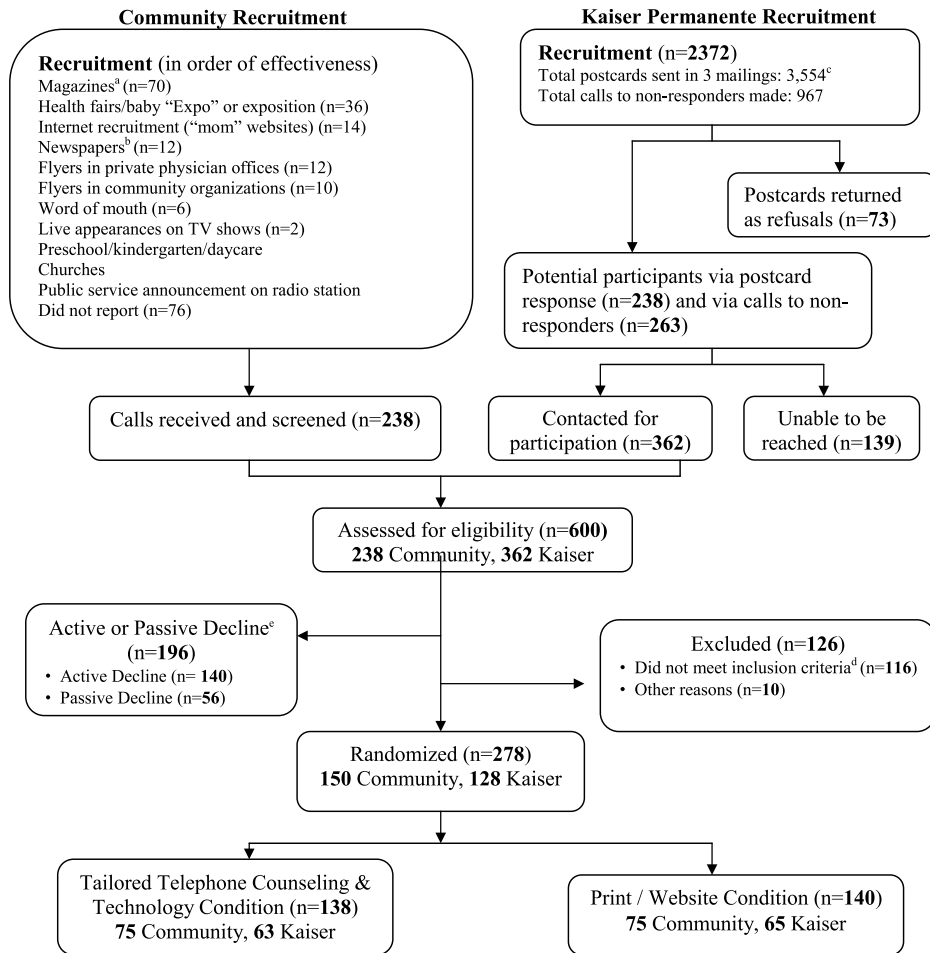 Community Recruitment
Recruitment (in order of effectiveness)
Magazinesa (n=70)
Health fairs/baby “Expo” or exposition (n=36)
Internet recruitment (“mom” websites) (n=14)
Newspapersb (n=12)
Flyers in private physician offices (n=12)
Flyers in community organizations (n=10)
Word of mouth (n=6)
Live appearances on TV shows (n=2)
Preschool/kindergarten/daycare
Churches
Public service announcement on radio station
Did not report (n=76)
Kaiser Permanente Recruitment
Recruitment (n=2372)
Total postcards sent in 3 mailings: 3,554c
Total calls to non-responders made: 967
Postcards returned
as refusals (n=73)
Potential participants via postcard
response (n=238) and via calls to non-
responders (n=263)
Calls received and screened (n=238)
Contacted for
participation (n=362)
Unable to be
reached (n=139)
Assessed for eligibility (n=600)
238 Community, 362 Kaiser
Active or Passive Declinee
(n=196)
• Active Decline (n= 140)
• Passive Decline (n=56)
Excluded (n=126)
• Did not meet inclusion criteriad (n=116)
• Other reasons (n=10)
Randomized (n=278)
150 Community, 128 Kaiser
Tailored Telephone Counseling &
Technology Condition (n=138)
75 Community, 63 Kaiser
Print / Website Condition (n=140)
75 Community, 65 Kaiser